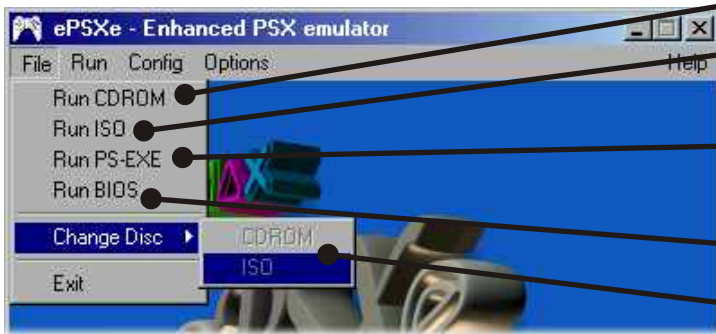 ePSXe - Enhanced PSX emulator
File Run Config Options Help
Run CDROM
Run ISO
Run PS-EXE
Run BIOS
Change Disc
CDROM
ISO
Exit